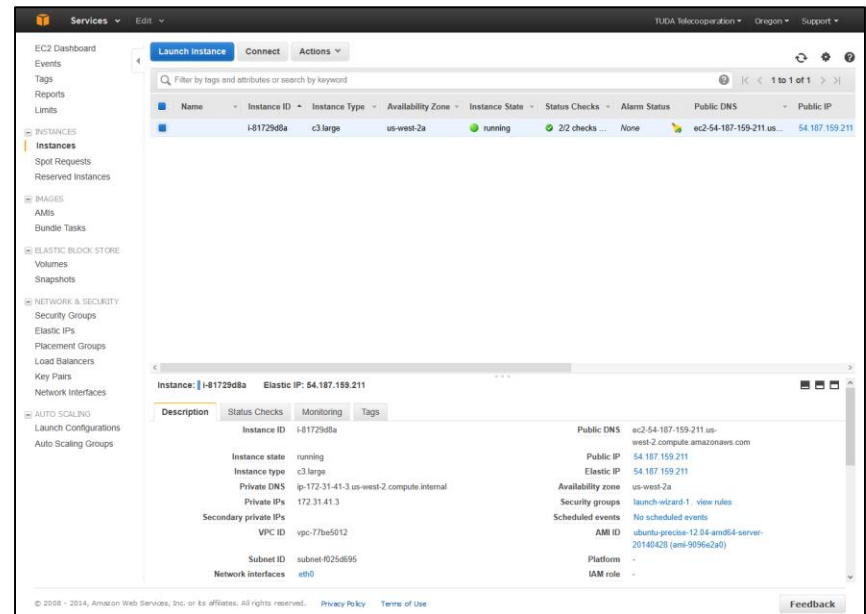 Services Edit TUDA Telecooperation Oregon Support
EC2 Dashboard
Events
Tags
Reports
Limits
INSTANCES
Instances
Spot Requests
Reserved Instances
IMAGES
AMIs
Bundle Tasks
ELASTIC BLOCK STORE
Volumes
Snapshots
NETWORK & SECURITY
Security Groups
Elastic IPs
Placement Groups
Load Balancers
Key Pairs
Network Interfaces
AUTO SCALING
Launch Configurations
Auto Scaling Groups
Launch Instance Connect Actions
Filter by tags and attributes or search by keyword 1 to 1 of 1
Name Instance ID Instance Type Availability Zone Instance State Status Checks Alarm Status Public DNS Public IP
i-81729d8a c3.large us-west-2a running 2/2 checks ... None ec2-54-187-159-211.us... 54.187.159.211
Instance: i-81729d8a Elastic IP: 54.187.159.211
Description Status Checks Monitoring Tags
Instance ID i-81729d8a
Instance state running
Instance type c3.large
Private DNS ip-172-31-41-3.us-west-2.compute.internal
Private IPs 172.31.41.3
Secondary private IPs
VPC ID vpc-77be5012
Subnet ID subnet-f025d695
Network interfaces eth0
Public DNS ec2-54-187-159-211.us-
west-2.compute.amazonaws.com
Public IP 54.187.159.211
Elastic IP 54.187.159.211
Availability zone us-west-2a
Security groups launch-wizard-1. view rules
Scheduled events No scheduled events
AMI ID ubuntu-precise-12.04-amd64-server-
20140428 (ami-9096e2a0)
Platform -
IAM role -
© 2008 - 2014, Amazon Web Services, Inc. or its affiliates. All rights reserved. Privacy Policy Terms of Use Feedback